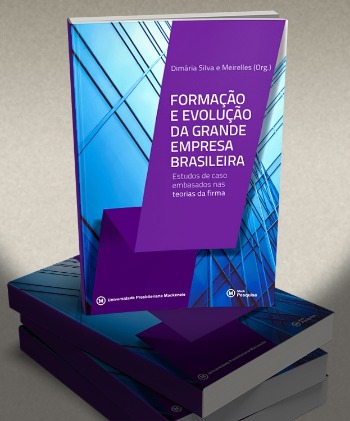 Dimária Silva e Meirelles (Org.)
FORMAÇÃO
E EVOLUÇÃO
DA GRANDE
EMPRESA
BRASILEIRA
Estudos de caso
embasados nas
teorias da firma
Universidade Presbiteriana Mackenzie
Pesquisa